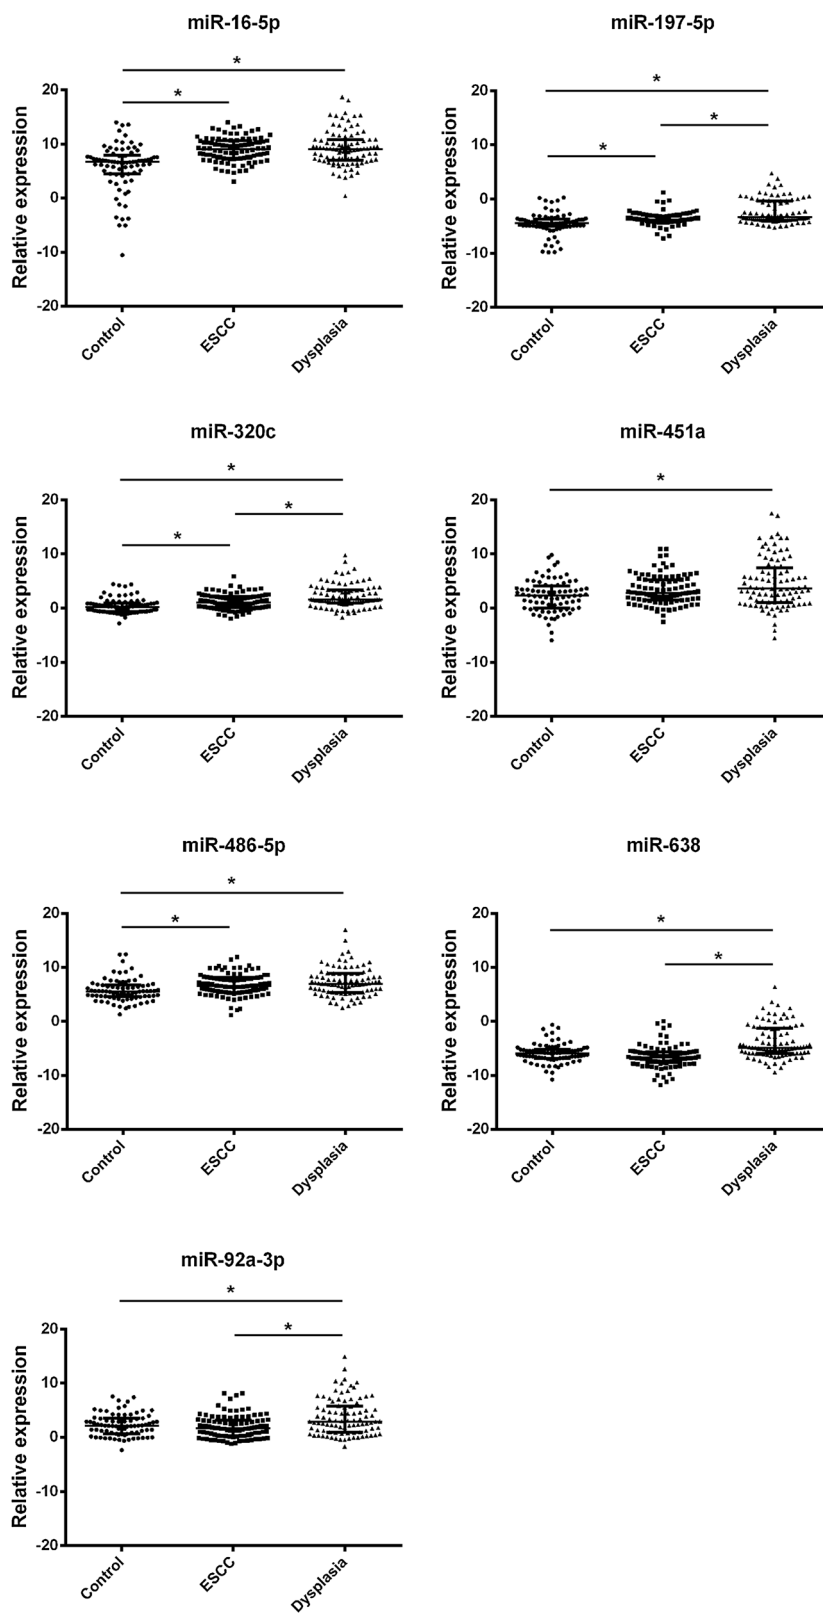 miR-16-5p
*
*
20
10
0
-10
-20
Relative expression
Control
ESCC
Dysplasia
miR-197-5p
*
*
*
20
10
0
-10
-20
Relative expression
Control
ESCC
Dysplasia
miR-320c
*
*
*
20
10
0
-10
-20
Relative expression
Control
ESCC
Dysplasia
miR-451a
*
20
10
0
-10
-20
Relative expression
Control
ESCC
Dysplasia
miR-486-5p
*
*
20
10
0
-10
-20
Relative expression
Control
ESCC
Dysplasia
miR-638
*
*
20
10
0
-10
-20
Relative expression
Control
ESCC
Dysplasia
miR-92a-3p
*
*
20
10
0
-10
-20
Relative expression
Control
ESCC
Dysplasia